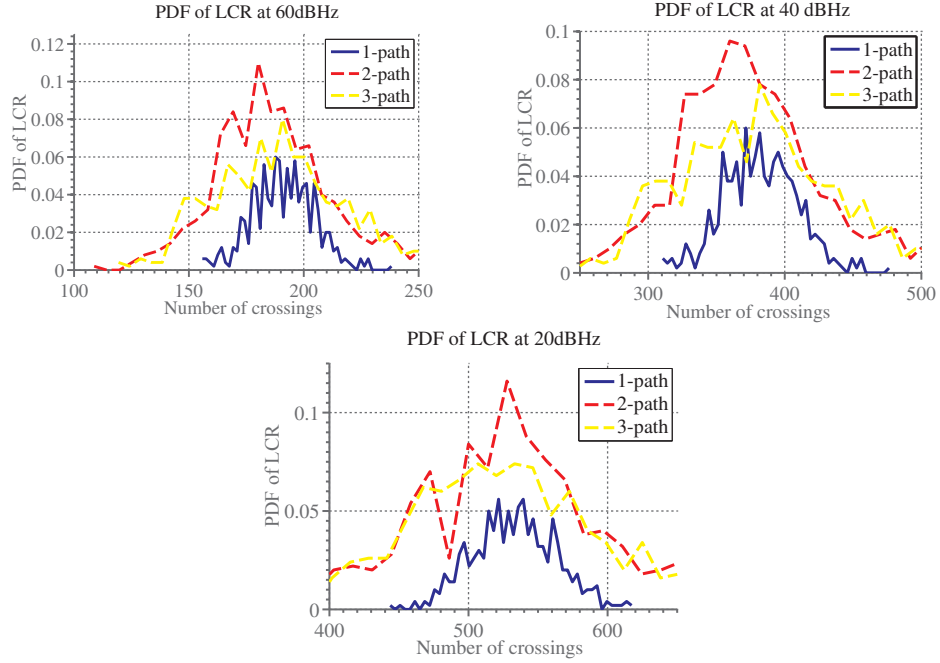 PDF of LCR at 60dBHz
0.12
0.1
0.08
0.06
0.04
0.02
0
PDF of LCR
1-path
2-path
3-path
100
150
200
250
Number of crossings
PDF of LCR at 40 dBHz
0.1
0.08
0.06
0.04
0.02
0
PDF of LCR
1-path
2-path
3-path
300
400
500
Number of crossings
PDF of LCR at 20dBHz
0.1
0.05
0
PDF of LCR
1-path
2-path
3-path
400
500
600
Number of crossings